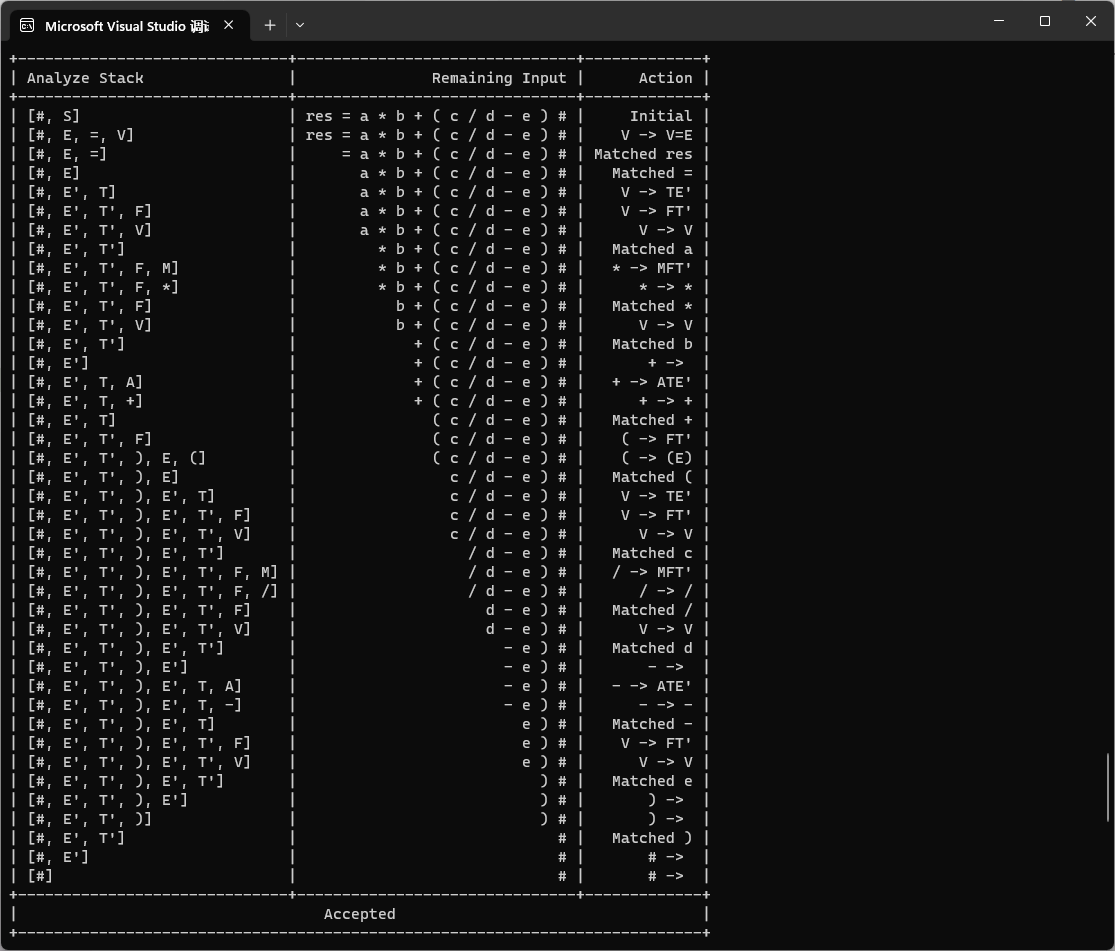 Microsoft Visual Studio 调试
+------------------------------+-------------------------------+-------------+
| Analyze Stack                |               Remaining Input |      Action |
+------------------------------+-------------------------------+-------------+
| [#, S]                       | res = a * b + ( c / d - e ) # |     Initial |
| [#, E, =, V]                 | res = a * b + ( c / d - e ) # |    V -> V=E |
| [#, E, =]                    |     = a * b + ( c / d - e ) # | Matched res |
| [#, E]                       |       a * b + ( c / d - e ) # |   Matched = |
| [#, E', T]                   |       a * b + ( c / d - e ) # |    V -> TE' |
| [#, E', T', F]               |       a * b + ( c / d - e ) # |    V -> FT' |
| [#, E', T', V]               |       a * b + ( c / d - e ) # |      V -> V |
| [#, E', T']                  |         * b + ( c / d - e ) # |   Matched a |
| [#, E', T', F, M]            |         * b + ( c / d - e ) # |   * -> MFT' |
| [#, E', T', F, *]            |         * b + ( c / d - e ) # |      * -> * |
| [#, E', T', F]               |           b + ( c / d - e ) # |   Matched * |
| [#, E', T', V]               |           b + ( c / d - e ) # |      V -> V |
| [#, E', T']                  |             + ( c / d - e ) # |   Matched b |
| [#, E']                      |             + ( c / d - e ) # |       + ->  |
| [#, E', T, A]                |             + ( c / d - e ) # |   + -> ATE' |
| [#, E', T, +]                |             + ( c / d - e ) # |      + -> + |
| [#, E', T]                   |               ( c / d - e ) # |   Matched + |
| [#, E', T', F]               |               ( c / d - e ) # |    ( -> FT' |
| [#, E', T', ), E, (]         |               ( c / d - e ) # |    ( -> (E) |
| [#, E', T', ), E]            |                 c / d - e ) # |   Matched ( |
| [#, E', T', ), E', T]        |                 c / d - e ) # |    V -> TE' |
| [#, E', T', ), E', T', F]    |                 c / d - e ) # |    V -> FT' |
| [#, E', T', ), E', T', V]    |                 c / d - e ) # |      V -> V |
| [#, E', T', ), E', T']       |                   / d - e ) # |   Matched c |
| [#, E', T', ), E', T', F, M] |                   / d - e ) # |   / -> MFT' |
| [#, E', T', ), E', T', F, /] |                   / d - e ) # |      / -> / |
| [#, E', T', ), E', T', F]    |                     d - e ) # |   Matched / |
| [#, E', T', ), E', T', V]    |                     d - e ) # |      V -> V |
| [#, E', T', ), E', T']       |                       - e ) # |   Matched d |
| [#, E', T', ), E']           |                       - e ) # |       - ->  |
| [#, E', T', ), E', T, A]     |                       - e ) # |   - -> ATE' |
| [#, E', T', ), E', T, -]     |                       - e ) # |      - -> - |
| [#, E', T', ), E', T]        |                         e ) # |   Matched - |
| [#, E', T', ), E', T', F]    |                         e ) # |    V -> FT' |
| [#, E', T', ), E', T', V]    |                         e ) # |      V -> V |
| [#, E', T', ), E', T']       |                           ) # |   Matched e |
| [#, E', T', ), E']           |                           ) # |       ) ->  |
| [#, E', T', )]               |                           ) # |       ) ->  |
| [#, E', T']                  |                             # |   Matched ) |
| [#, E']                      |                             # |       # ->  |
| [#]                          |                             # |       # ->  |
+------------------------------+-------------------------------+-------------+
|                                  Accepted                                  |
+----------------------------------------------------------------------------+